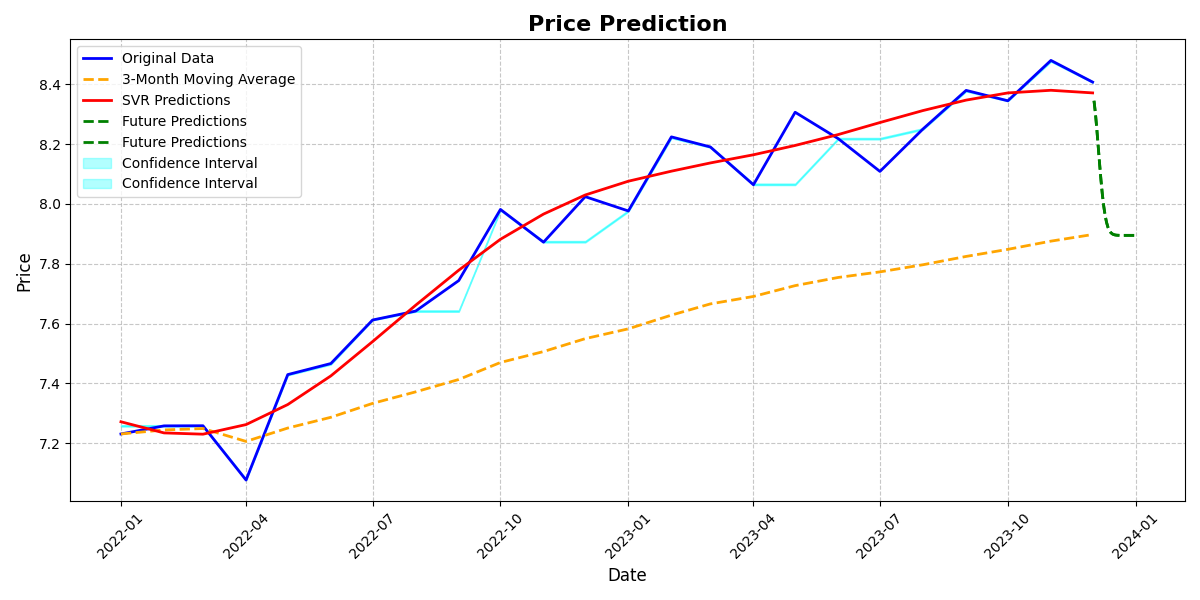 Price Prediction
Original Data
3-Month Moving Average
SVR Predictions
Future Predictions
Future Predictions
Confidence Interval
Confidence Interval
Price
8.4
8.2
8.0
7.8
7.6
7.4
7.2
2022-01
2022-04
2022-07
2022-10
2023-01
2023-04
2023-07
2023-10
2024-01
Date